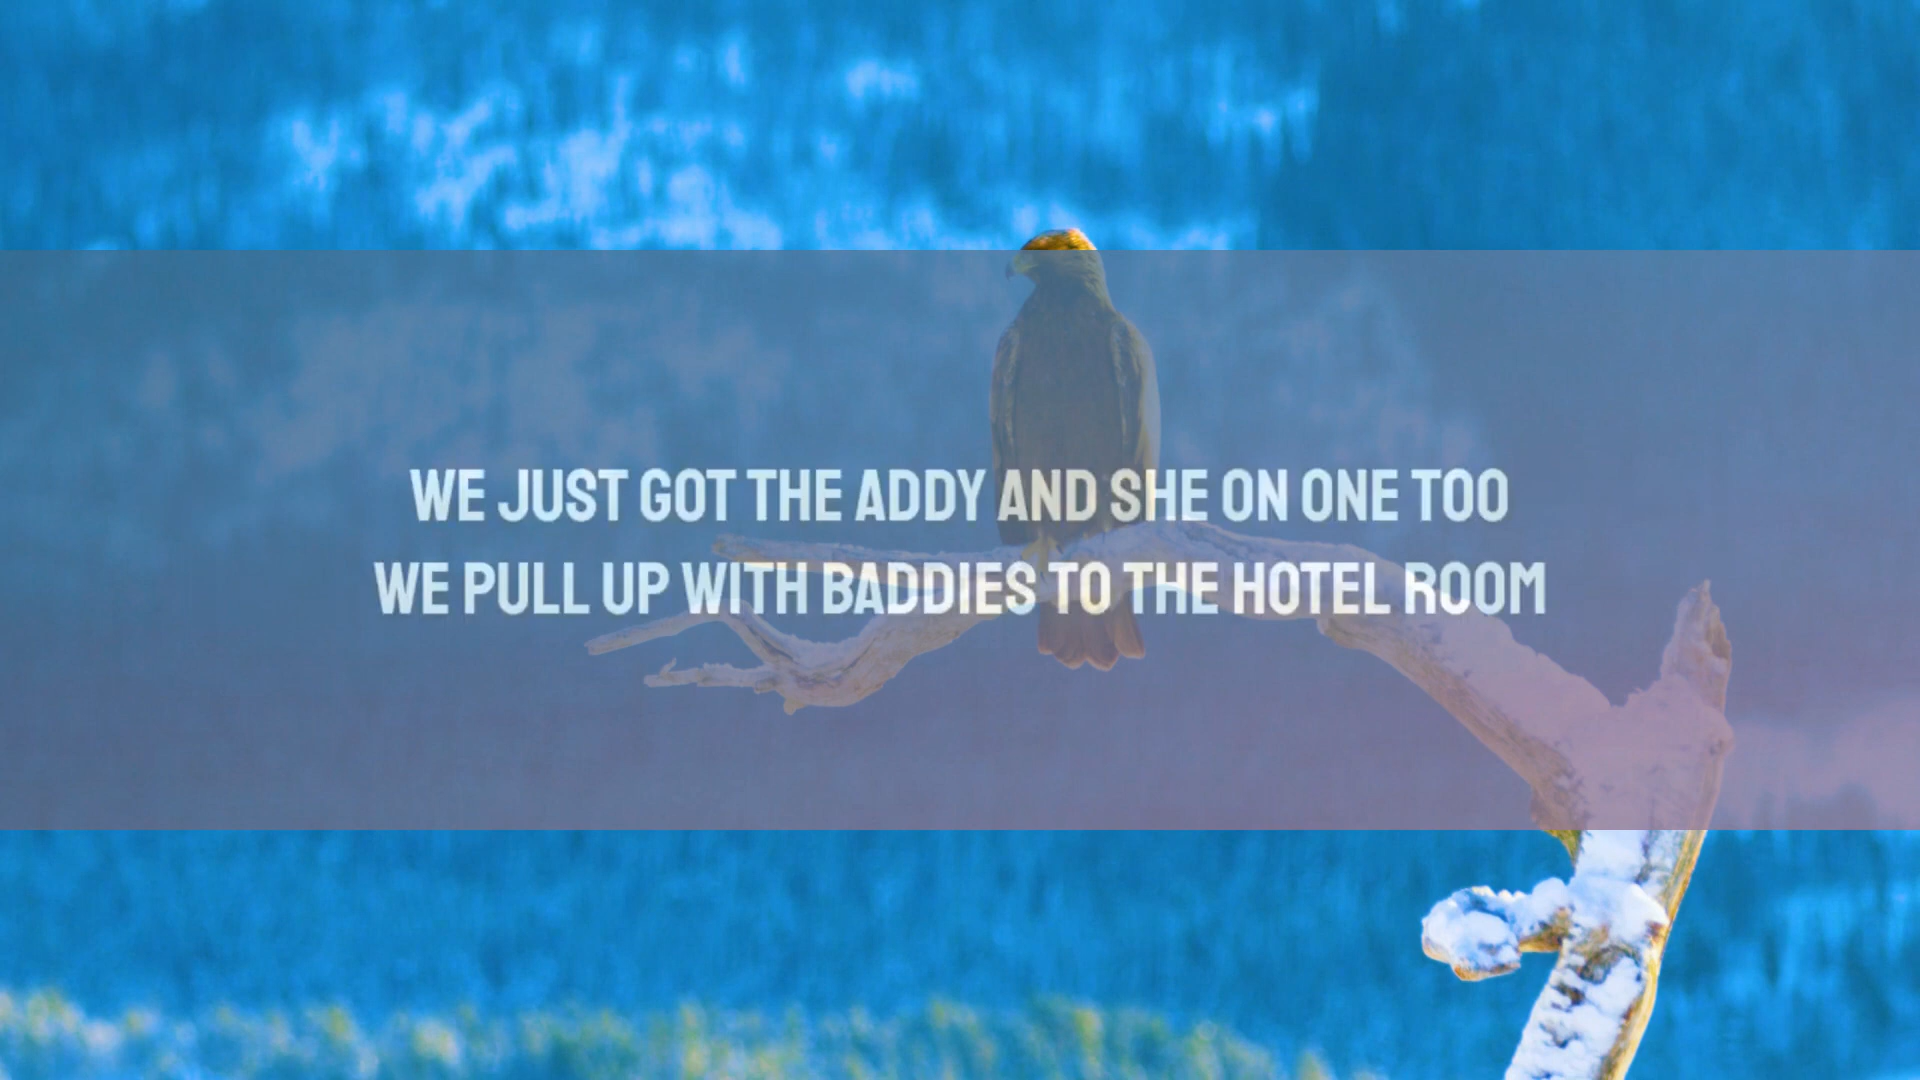 WE JUST GOT THE ADDY AND SHE ON ONE TOO
WE PULL UP WITH BADDIES TO THE HOTEL ROOM